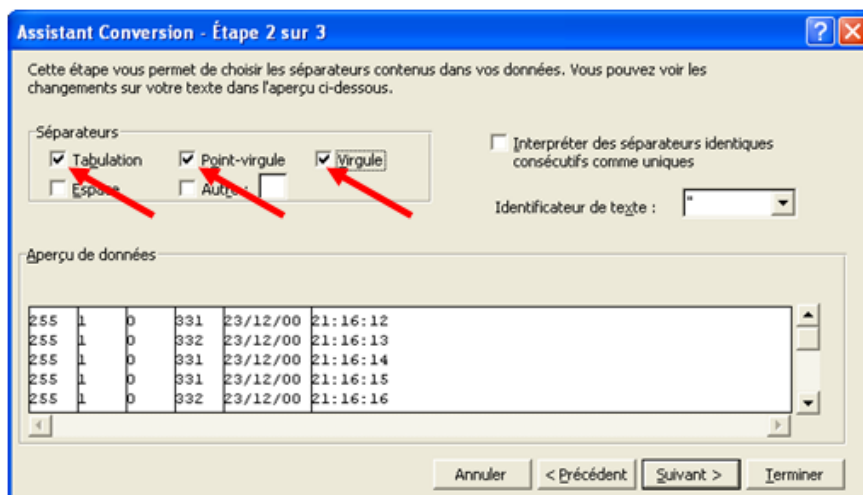 Assistant Conversion - Étape 2 sur 3
Cette étape vous permet de choisir les séparateurs contenus dans vos données. Vous pouvez voir les
changements sur votre texte dans l'aperçu ci-dessous.
Séparateurs
Tabulation Point-virgule Virgule
Espace Autre :
Interpréter des séparateurs identiques
consécutifs comme uniques
Identificateur de texte : "
Aperçu de données
255 1 0 331 23/12/00 21:16:12
255 1 0 332 23/12/00 21:16:13
255 1 0 331 23/12/00 21:16:14
255 1 0 331 23/12/00 21:16:15
255 1 0 332 23/12/00 21:16:16
Annuler < Précédent Suivant > Terminer